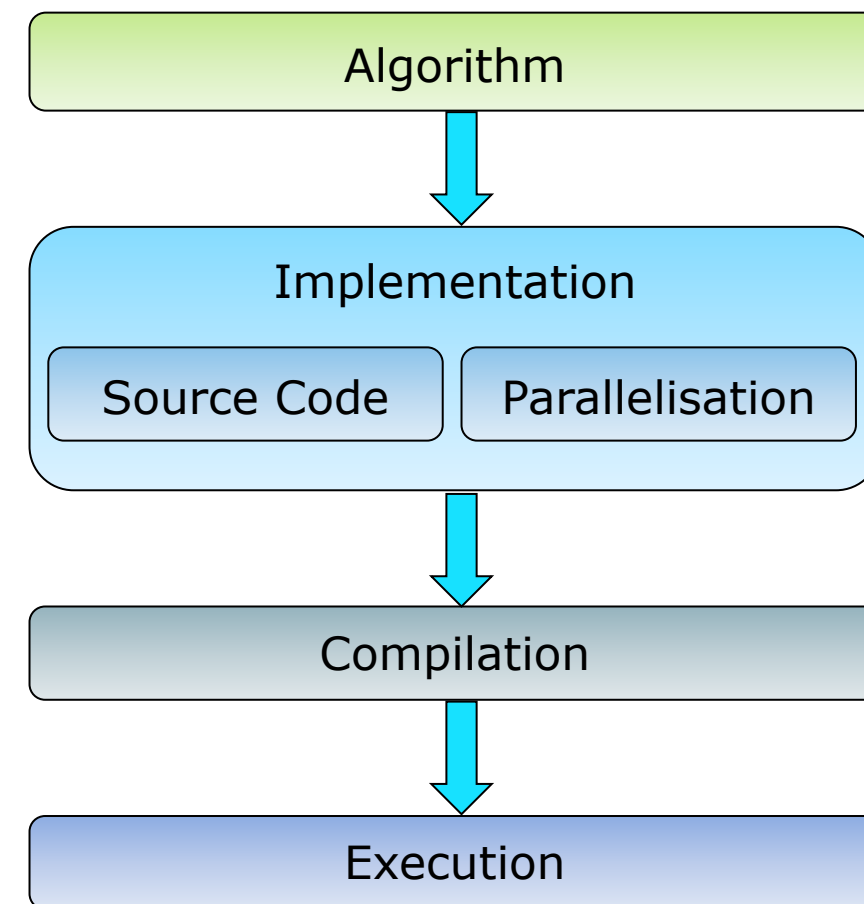 Algorithm
Implementation
Source Code
Parallelisation
Compilation
Execution